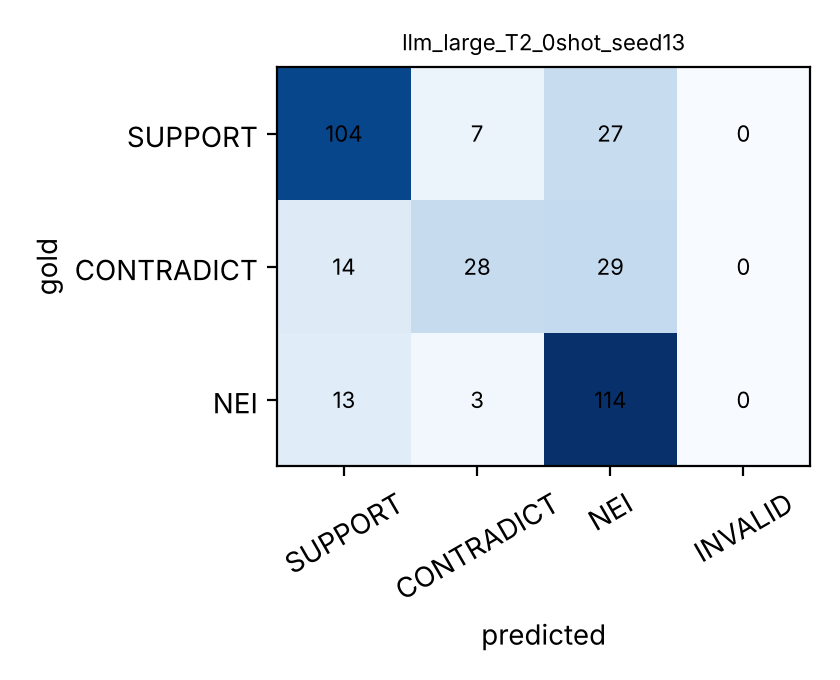 llm_large_T2_0shot_seed13
gold
SUPPORT 104 7 27 0
CONTRADICT 14 28 29 0
NEI 13 3 114 0
SUPPORT CONTRADICT NEI INVALID
predicted